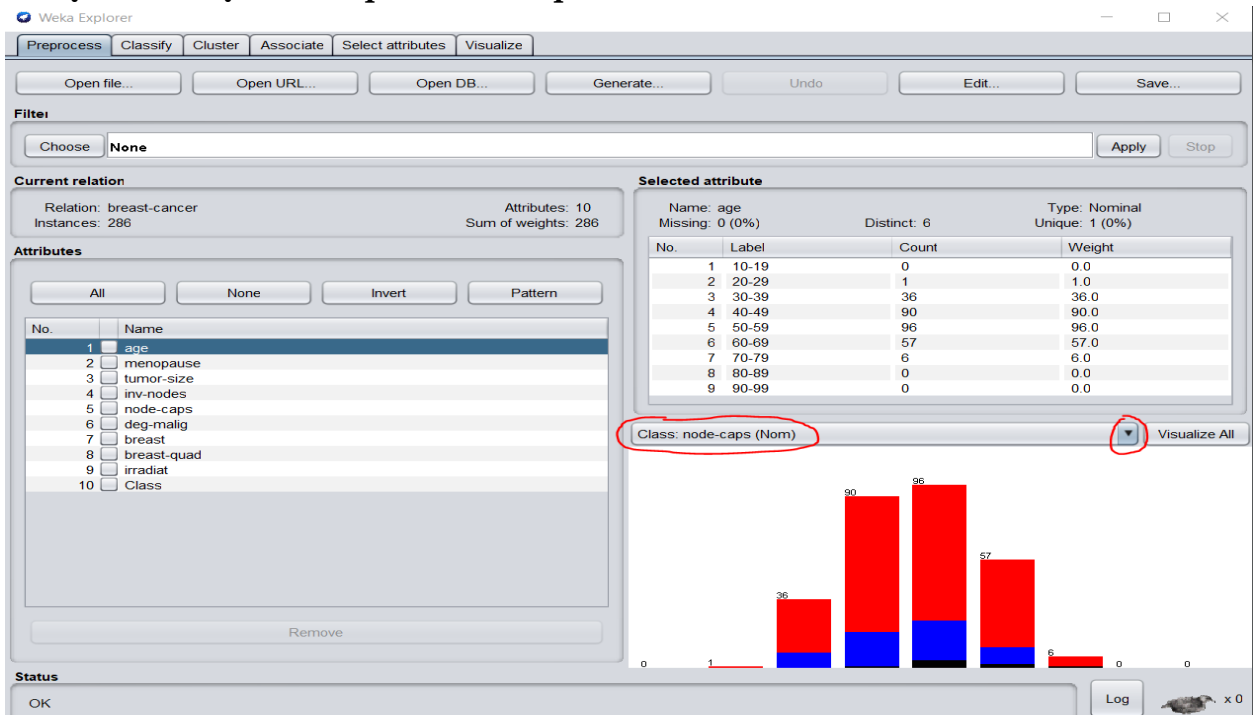 Weka Explorer
Preprocess Classify Cluster Associate Select attributes Visualize
Open file... Open URL... Open DB... Generate... Undo Edit... Save...
Filter
Choose None Apply Stop
Current relation
Relation: breast-cancer Attributes: 10
Instances: 286 Sum of weights: 286
Attributes
All None Invert Pattern
No. Name
1 age
2 menopause
3 tumor-size
4 inv-nodes
5 node-caps
6 deg-malig
7 breast
8 breast-quad
9 irradiat
10 Class
Remove
Selected attribute
Name: age Type: Nominal
Missing: 0 (0%) Distinct: 6 Unique: 1 (0%)
No. Label Count Weight
1 10-19 0 0.0
2 20-29 1 1.0
3 30-39 36 36.0
4 40-49 90 90.0
5 50-59 96 96.0
6 60-69 57 57.0
7 70-79 6 6.0
8 80-89 0 0.0
9 90-99 0 0.0
Class: node-caps (Nom) Visualize All
0 1 36 90 96 57 6 0 0
Status
OK
Log x 0